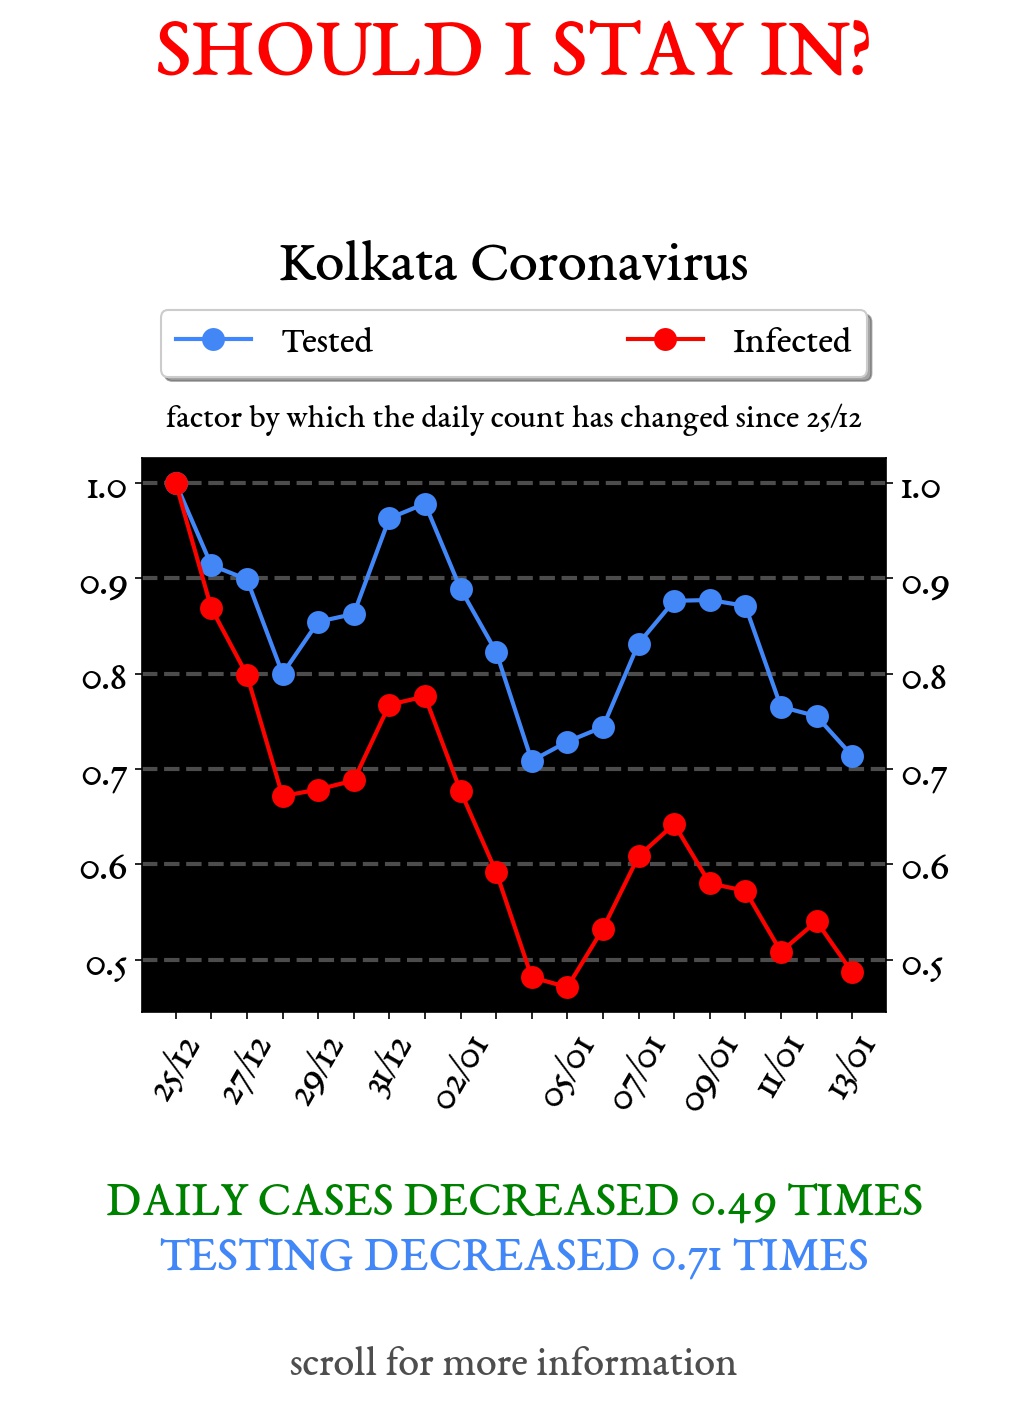 SHOULD I STAY IN?
Kolkata Coronavirus
Tested Infected
factor by which the daily count has changed since 25/12
1.0 1.0
0.9 0.9
0.8 0.8
0.7 0.7
0.6 0.6
0.5 0.5
25/12 27/12 29/12 31/12 02/01 05/01 07/01 09/01 11/01 13/01
DAILY CASES DECREASED 0.49 TIMES
TESTING DECREASED 0.71 TIMES
scroll for more information